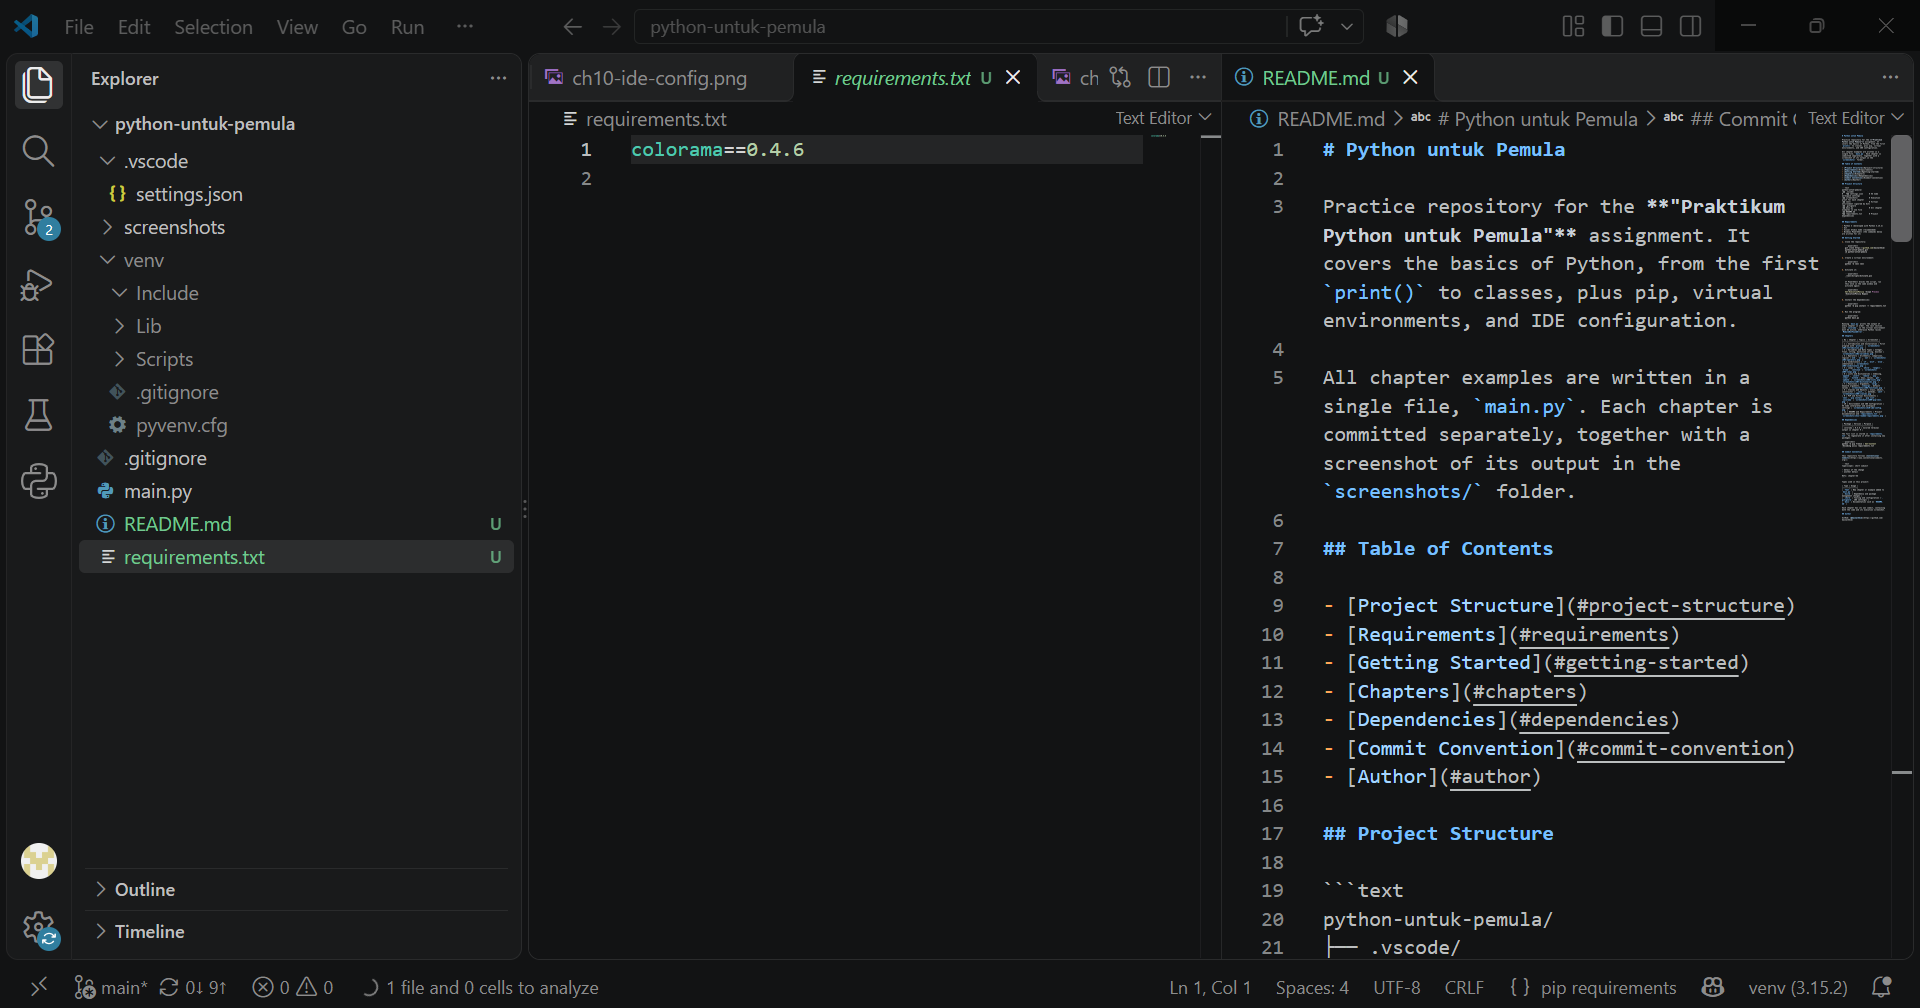 File Edit Selection View Go Run ···
python-untuk-pemula
Explorer
python-untuk-pemula
.vscode
settings.json
screenshots
venv
Include
Lib
Scripts
.gitignore
pyvenv.cfg
.gitignore
main.py
README.md U
requirements.txt U
Outline
Timeline
2
ch10-ide-config.png
requirements.txt U
ch
requirements.txt
Text Editor
1 colorama==0.4.6
2
README.md U
README.md > abc # Python untuk Pemula > abc ## Commit
Text Editor
1 # Python untuk Pemula
2
3 Practice repository for the **"Praktikum
Python untuk Pemula"** assignment. It
covers the basics of Python, from the first
`print()` to classes, plus pip, virtual
environments, and IDE configuration.
4
5 All chapter examples are written in a
single file, `main.py`. Each chapter is
committed separately, together with a
screenshot of its output in the
`screenshots/` folder.
6
7 ## Table of Contents
8
9 - [Project Structure](#project-structure)
10 - [Requirements](#requirements)
11 - [Getting Started](#getting-started)
12 - [Chapters](#chapters)
13 - [Dependencies](#dependencies)
14 - [Commit Convention](#commit-convention)
15 - [Author](#author)
16
17 ## Project Structure
18
19 ```text
20 python-untuk-pemula/
21 ├── .vscode/
main* 0↓ 9↑ 0 0 1 file and 0 cells to analyze
Ln 1, Col 1 Spaces: 4 UTF-8 CRLF { } pip requirements venv (3.15.2)